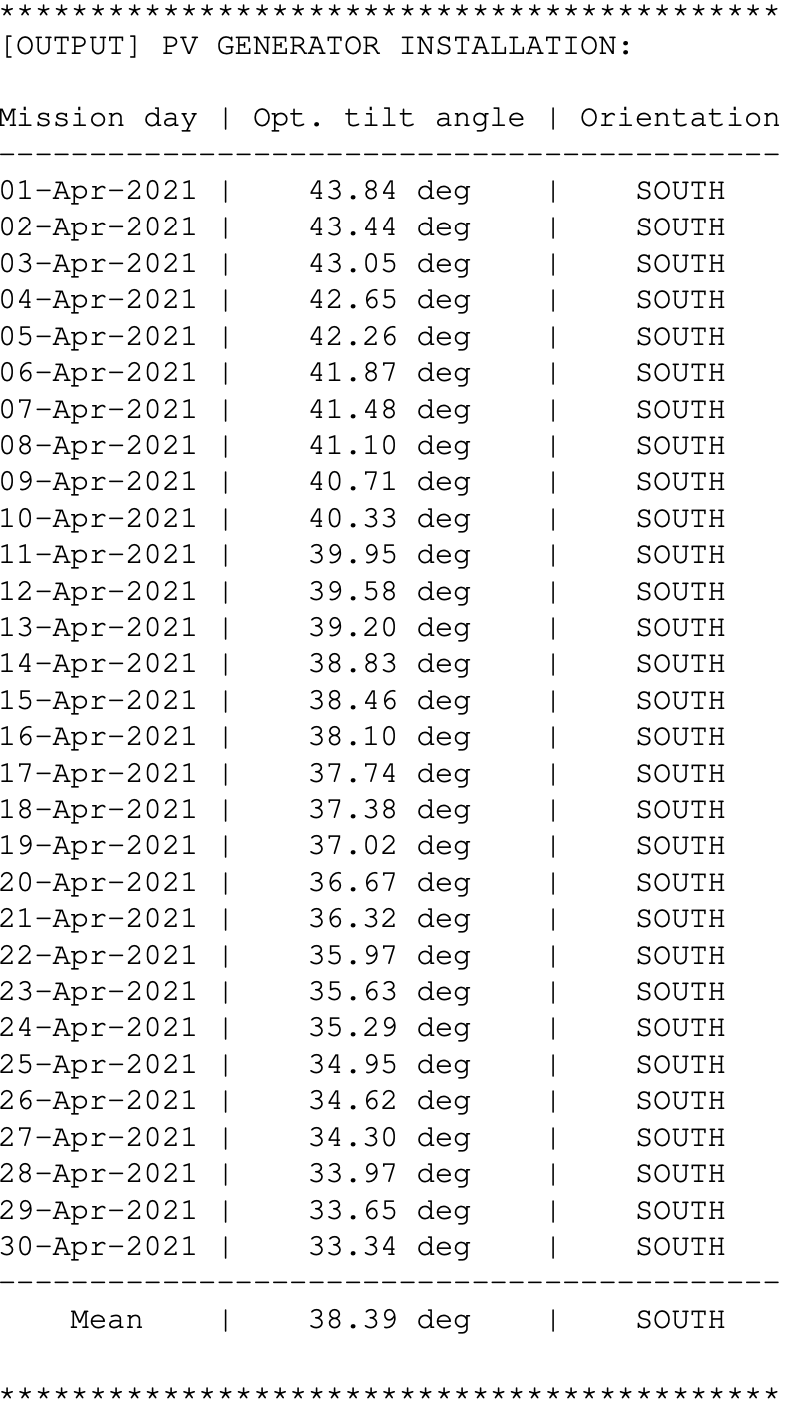 *******************************************
[OUTPUT] PV GENERATOR INSTALLATION:
Mission day | Opt. tilt angle | Orientation
-------------------------------------------
01-Apr-2021 | 43.84 deg | SOUTH
02-Apr-2021 | 43.44 deg | SOUTH
03-Apr-2021 | 43.05 deg | SOUTH
04-Apr-2021 | 42.65 deg | SOUTH
05-Apr-2021 | 42.26 deg | SOUTH
06-Apr-2021 | 41.87 deg | SOUTH
07-Apr-2021 | 41.48 deg | SOUTH
08-Apr-2021 | 41.10 deg | SOUTH
09-Apr-2021 | 40.71 deg | SOUTH
10-Apr-2021 | 40.33 deg | SOUTH
11-Apr-2021 | 39.95 deg | SOUTH
12-Apr-2021 | 39.58 deg | SOUTH
13-Apr-2021 | 39.20 deg | SOUTH
14-Apr-2021 | 38.83 deg | SOUTH
15-Apr-2021 | 38.46 deg | SOUTH
16-Apr-2021 | 38.10 deg | SOUTH
17-Apr-2021 | 37.74 deg | SOUTH
18-Apr-2021 | 37.38 deg | SOUTH
19-Apr-2021 | 37.02 deg | SOUTH
20-Apr-2021 | 36.67 deg | SOUTH
21-Apr-2021 | 36.32 deg | SOUTH
22-Apr-2021 | 35.97 deg | SOUTH
23-Apr-2021 | 35.63 deg | SOUTH
24-Apr-2021 | 35.29 deg | SOUTH
25-Apr-2021 | 34.95 deg | SOUTH
26-Apr-2021 | 34.62 deg | SOUTH
27-Apr-2021 | 34.30 deg | SOUTH
28-Apr-2021 | 33.97 deg | SOUTH
29-Apr-2021 | 33.65 deg | SOUTH
30-Apr-2021 | 33.34 deg | SOUTH
-------------------------------------------
Mean | 38.39 deg | SOUTH
*******************************************